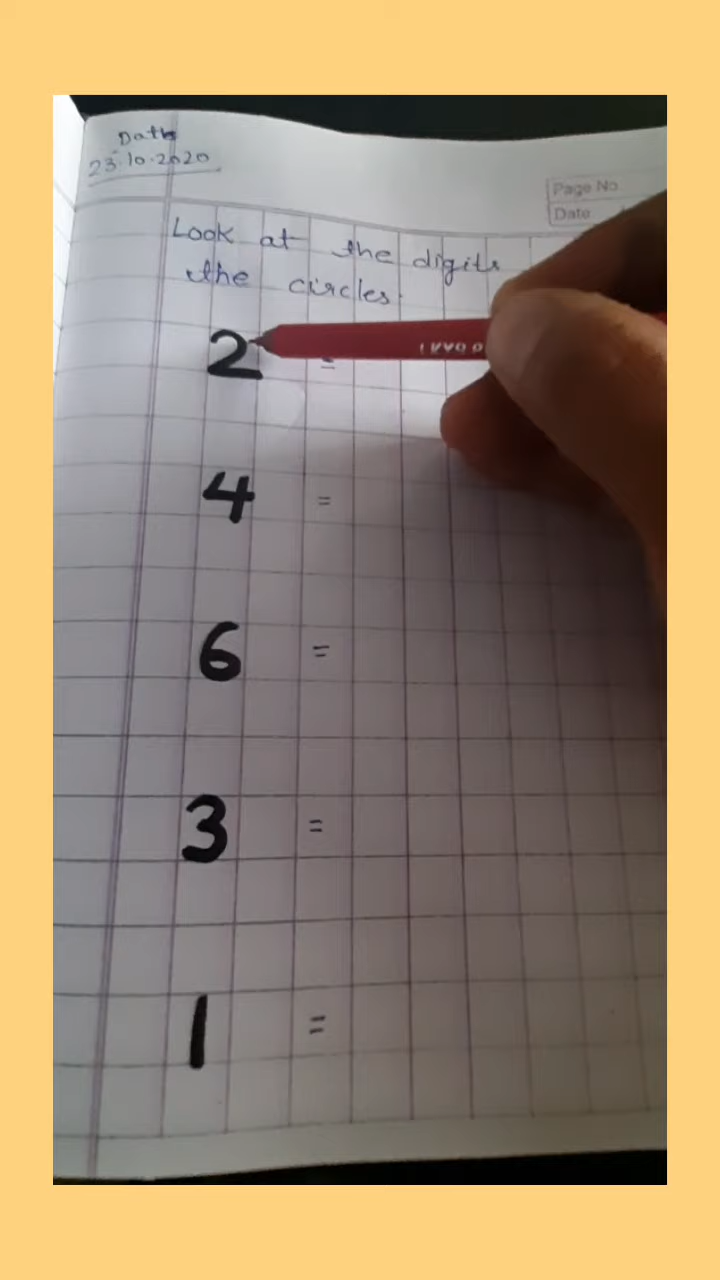 Date
23.10.2020
Page No
Date
Look at the digits
the circles.
2 =
4 =
6 =
3 =
1 =